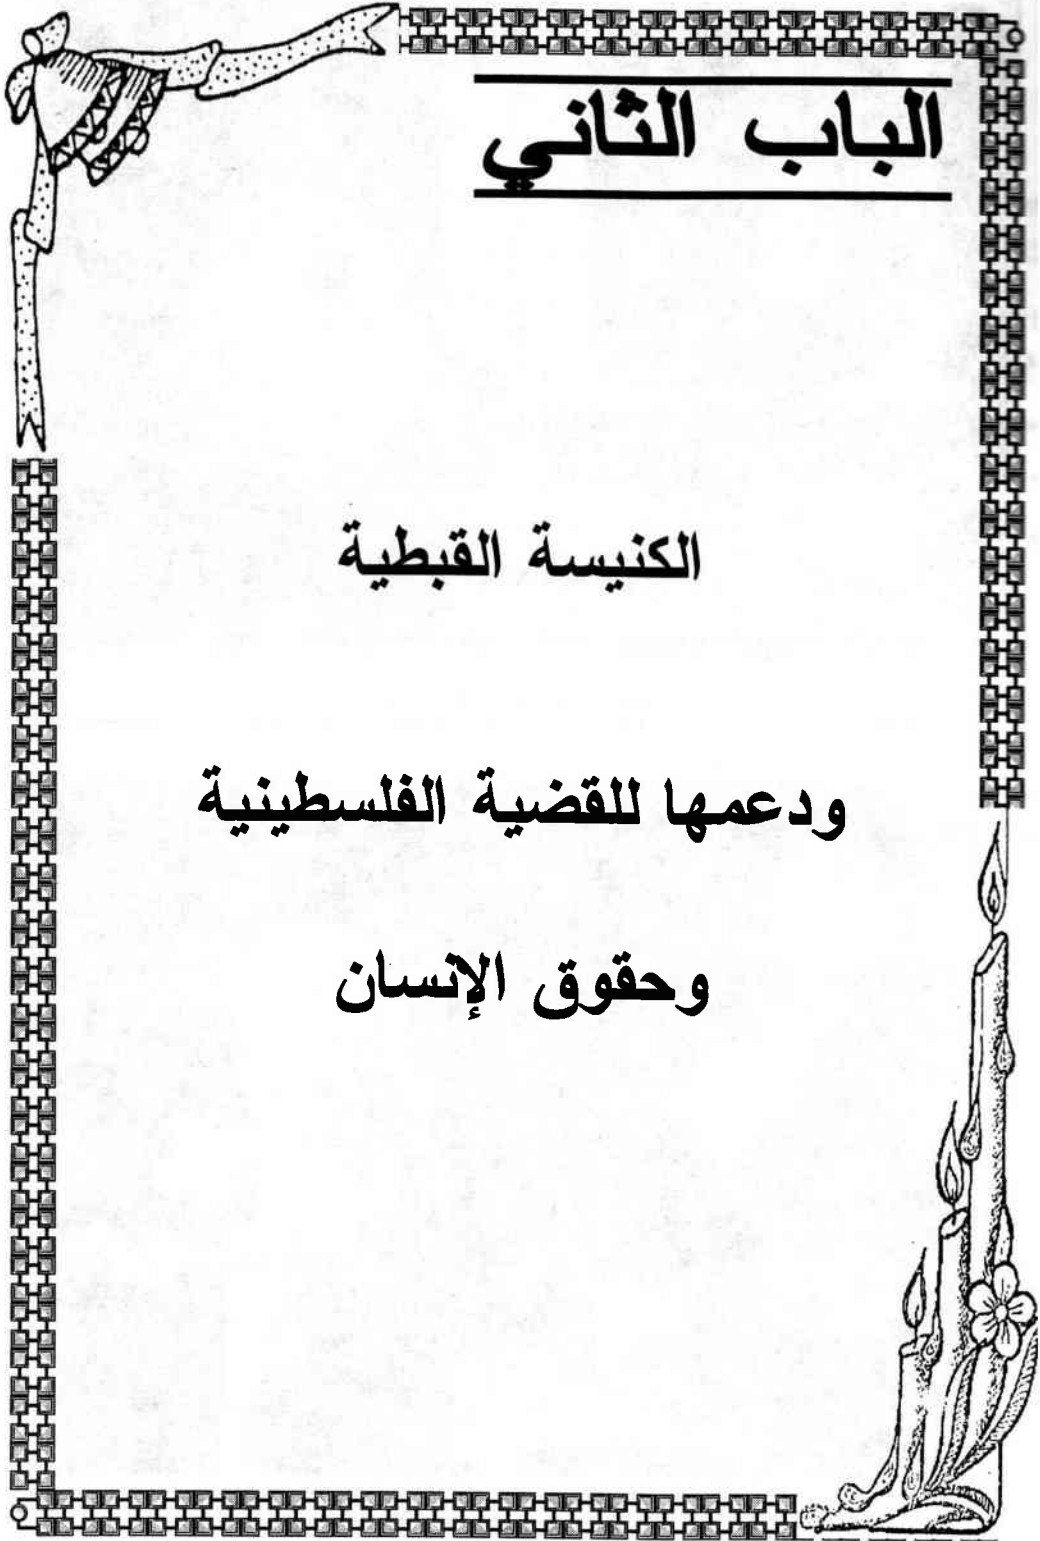 الباب الثاني
الكنيسة القبطية
ودعمها للقضية الفلسطينية
وحقوق الإنسان